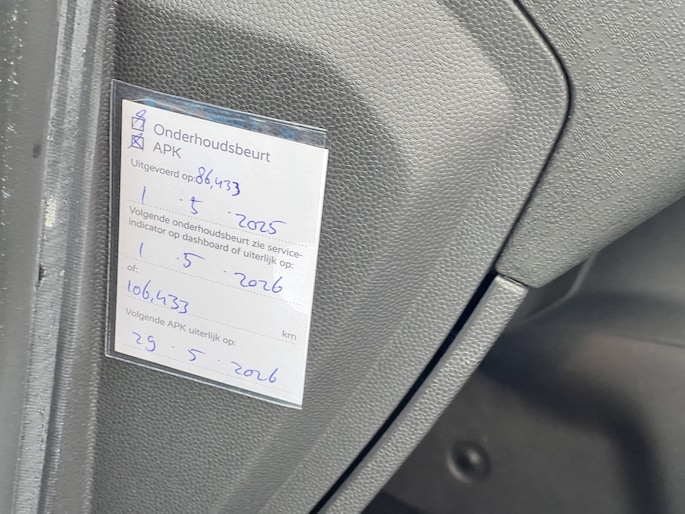 Onderhoudsbeurt
APK
Uitgevoerd op: 86,433
1 · 5 · 2025
Volgende onderhoudsbeurt zie service-
indicator op dashboard of uiterlijk op:
1 · 5 · 2026
of:
106,433 km
Volgende APK uiterlijk op:
29 · 5 · 2026